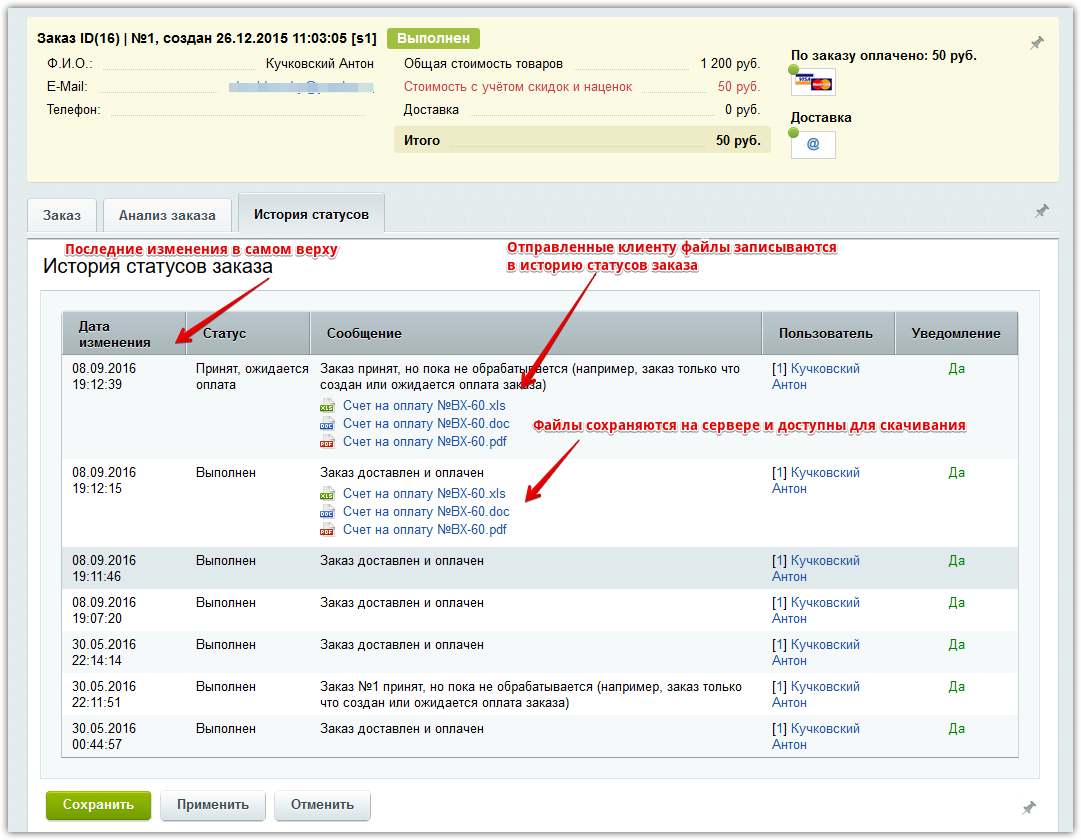 Заказ ID(16) | №1, создан 26.12.2015 11:03:05 [s1] Выполнен
Ф.И.О.: Кучковский Антон
E-Mail:
Телефон:
Общая стоимость товаров 1 200 руб.
Стоимость с учётом скидок и наценок 50 руб.
Доставка 0 руб.
Итого 50 руб.
По заказу оплачено: 50 руб.
VISA MasterCard
Доставка
@
Заказ Анализ заказа История статусов
Последние изменения в самом верху
Отправленные клиенту файлы записываются
в историю статусов заказа
История статусов заказа
Дата
изменения
Статус Сообщение Пользователь Уведомление
08.09.2016
19:12:39
Принят, ожидается
оплата
Заказ принят, но пока не обрабатывается (например, заказ только что
создан или ожидается оплата заказа)
XLS Счет на оплату №BX-60.xls
DOC Счет на оплату №BX-60.doc
PDF Счет на оплату №BX-60.pdf
[1] Кучковский
Антон
Да
Файлы сохраняются на сервере и доступны для скачивания
08.09.2016
19:12:15
Выполнен
Заказ доставлен и оплачен
XLS Счет на оплату №BX-60.xls
DOC Счет на оплату №BX-60.doc
PDF Счет на оплату №BX-60.pdf
[1] Кучковский
Антон
Да
08.09.2016
19:11:46
Выполнен
Заказ доставлен и оплачен
[1] Кучковский
Антон
Да
08.09.2016
19:07:20
Выполнен
Заказ доставлен и оплачен
[1] Кучковский
Антон
Да
30.05.2016
22:14:14
Выполнен
Заказ доставлен и оплачен
[1] Кучковский
Антон
Да
30.05.2016
22:11:51
Выполнен
Заказ №1 принят, но пока не обрабатывается (например, заказ только
что создан или ожидается оплата заказа)
[1] Кучковский
Антон
Да
30.05.2016
00:44:57
Выполнен
Заказ доставлен и оплачен
[1] Кучковский
Антон
Да
Сохранить Применить Отменить